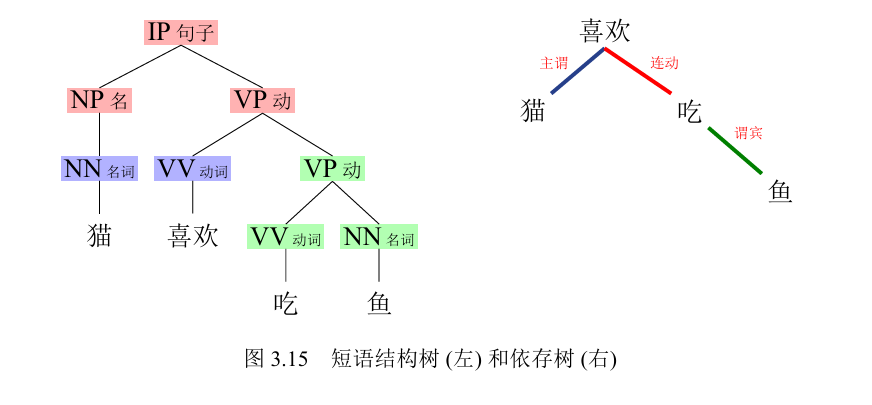 IP 句子
NP 名 VP 动
NN 名词 VV 动词 VP 动
猫 喜欢
VV 动词 NN 名词
吃 鱼
喜欢
主谓 连动
猫 吃
谓宾
鱼
图 3.15 短语结构树 (左) 和依存树 (右)